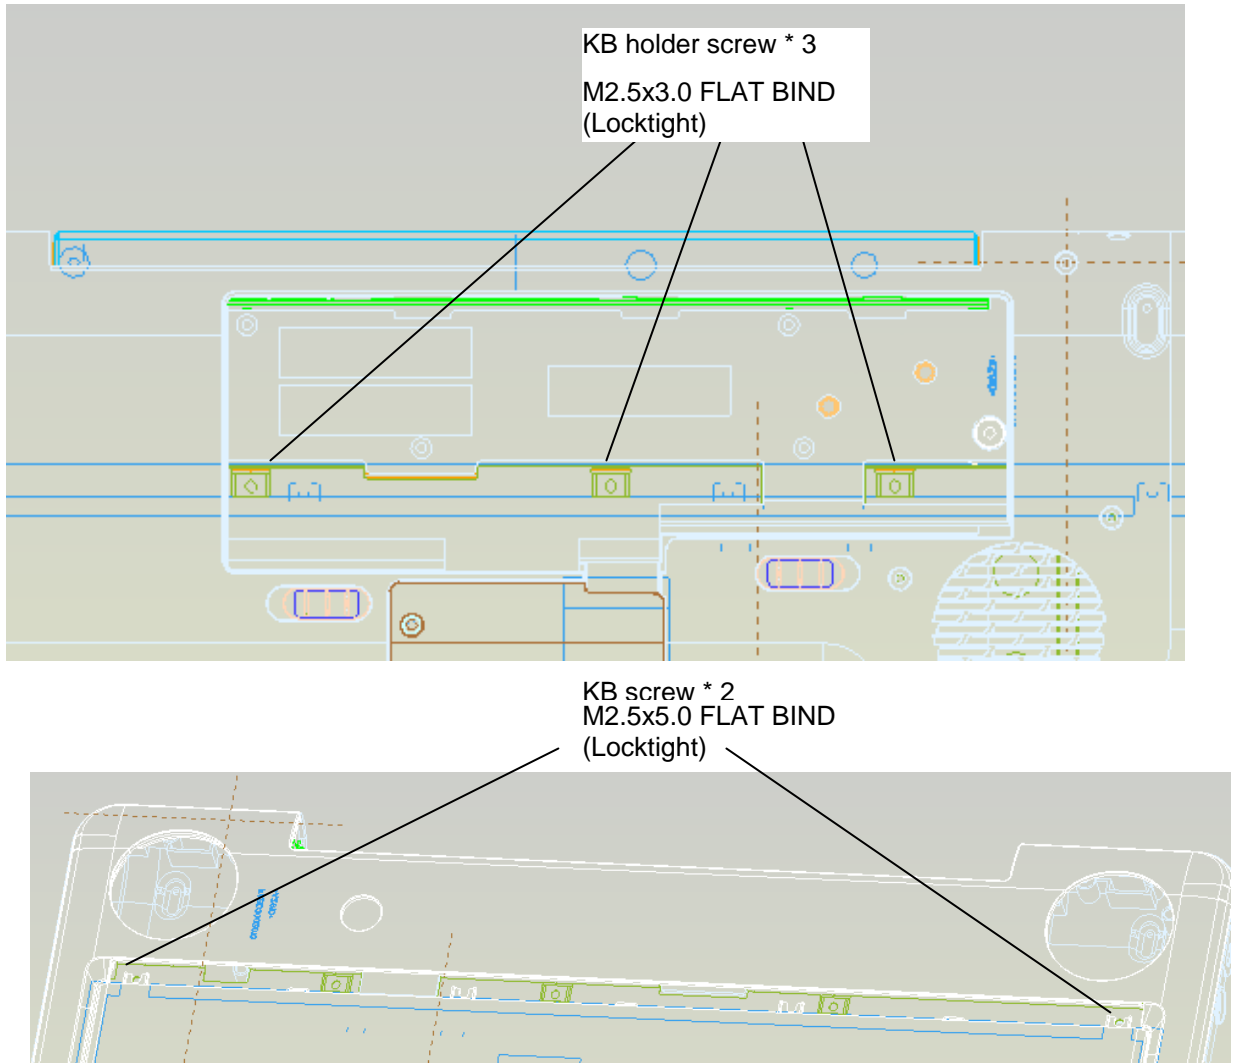 KB holder screw * 3
M2.5x3.0 FLAT BIND
(Locktight)
KB screw * 2
M2.5x5.0 FLAT BIND
(Locktight)